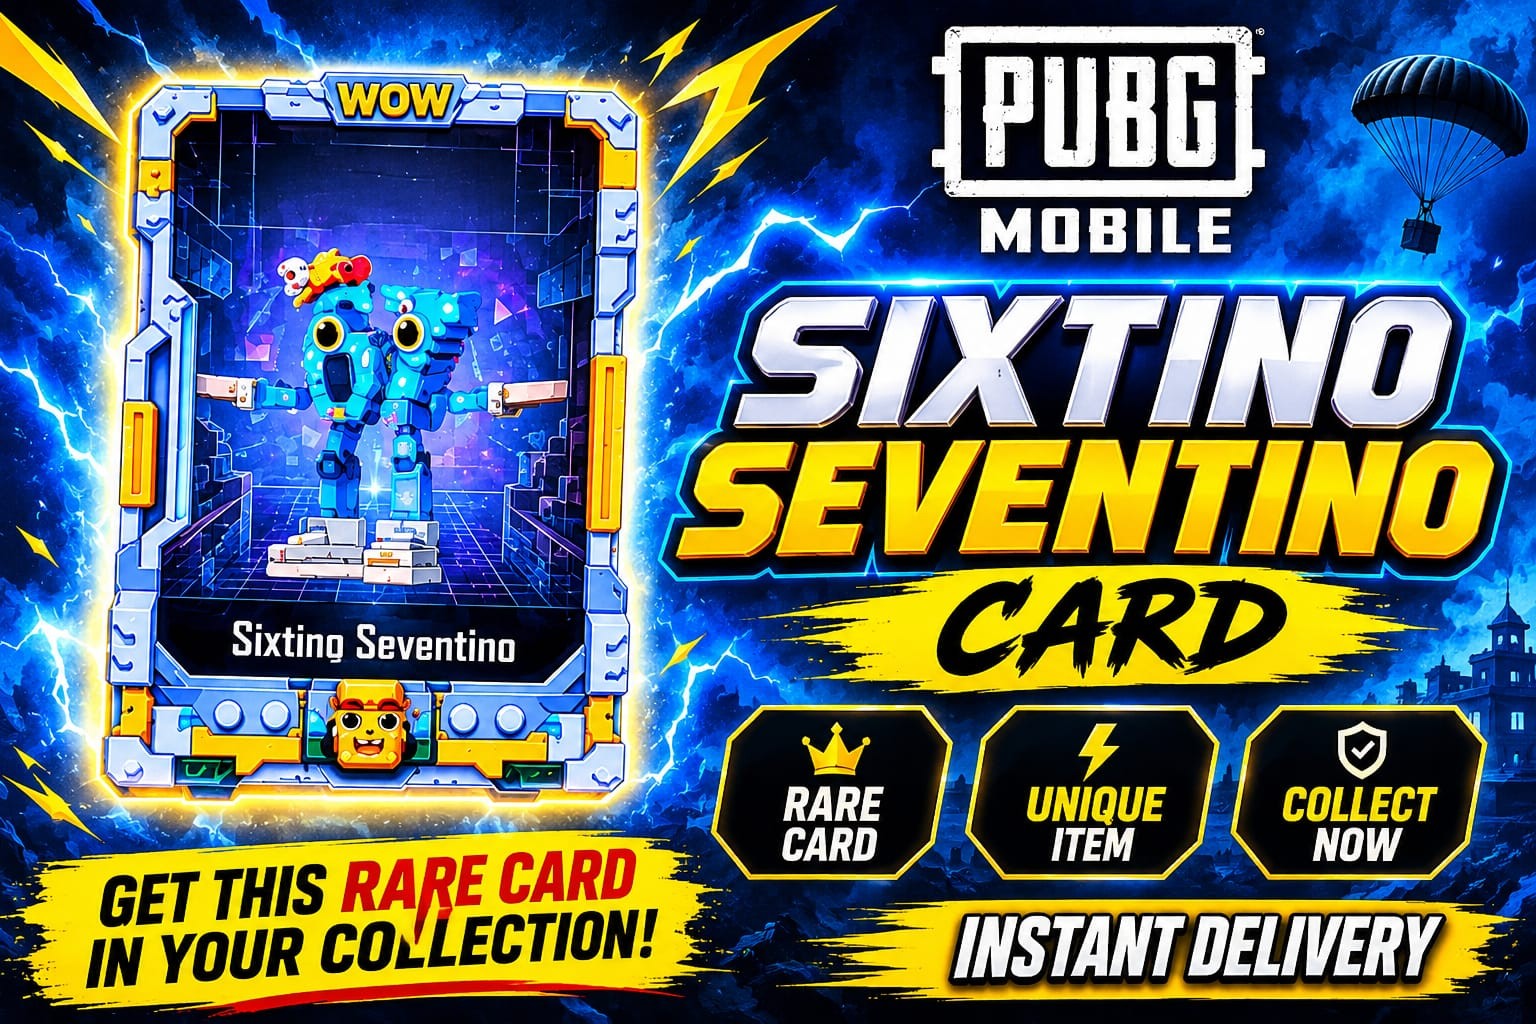 WOW
Sixting Seventino
GET THIS RARE CARD
IN YOUR COLLECTION!
PUBG
MOBILE
SIXTINO
SEVENTINO
CARD
RARE
CARD
UNIQUE
ITEM
COLLECT
NOW
INSTANT DELIVERY